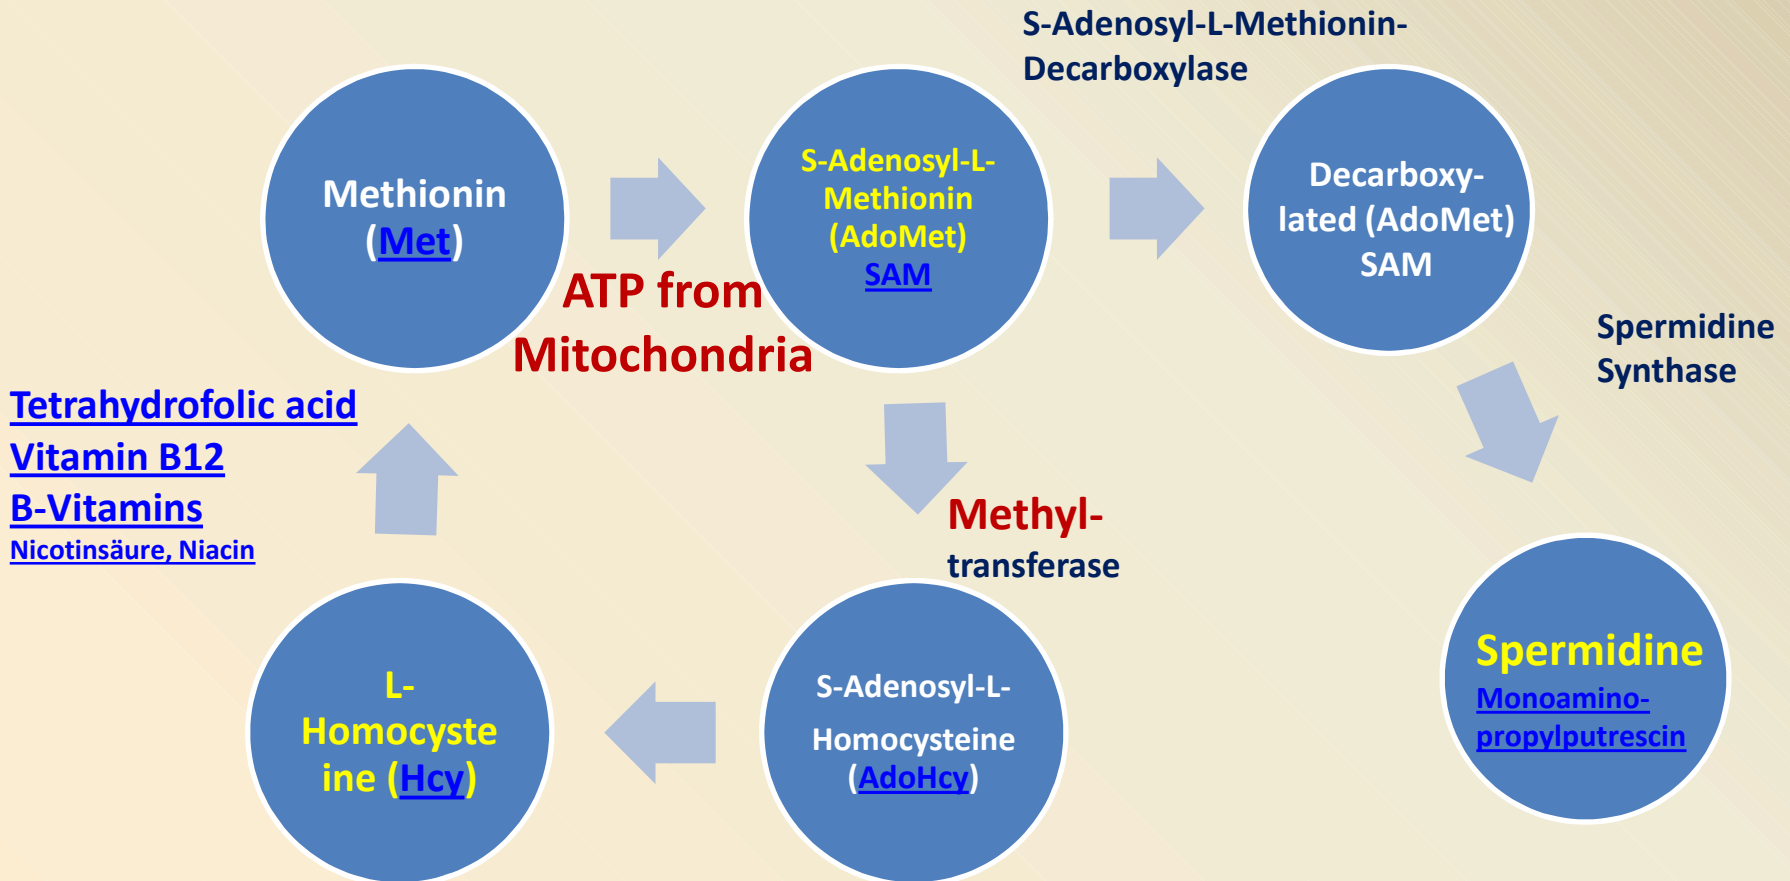 S-Adenosyl-L-Methionin-
Decarboxylase
Methionin
(Met)
S-Adenosyl-L-
Methionin
(AdoMet)
SAM
Decarboxy-
lated (AdoMet)
SAM
ATP from
Mitochondria
Spermidine
Synthase
Tetrahydrofolic acid
Vitamin B12
B-Vitamins
Nicotinsäure, Niacin
Methyl-
transferase
L-
Homocyste
ine (Hcy)
S-Adenosyl-L-
Homocysteine
(AdoHcy)
Spermidine
Monoamino-
propylputrescin